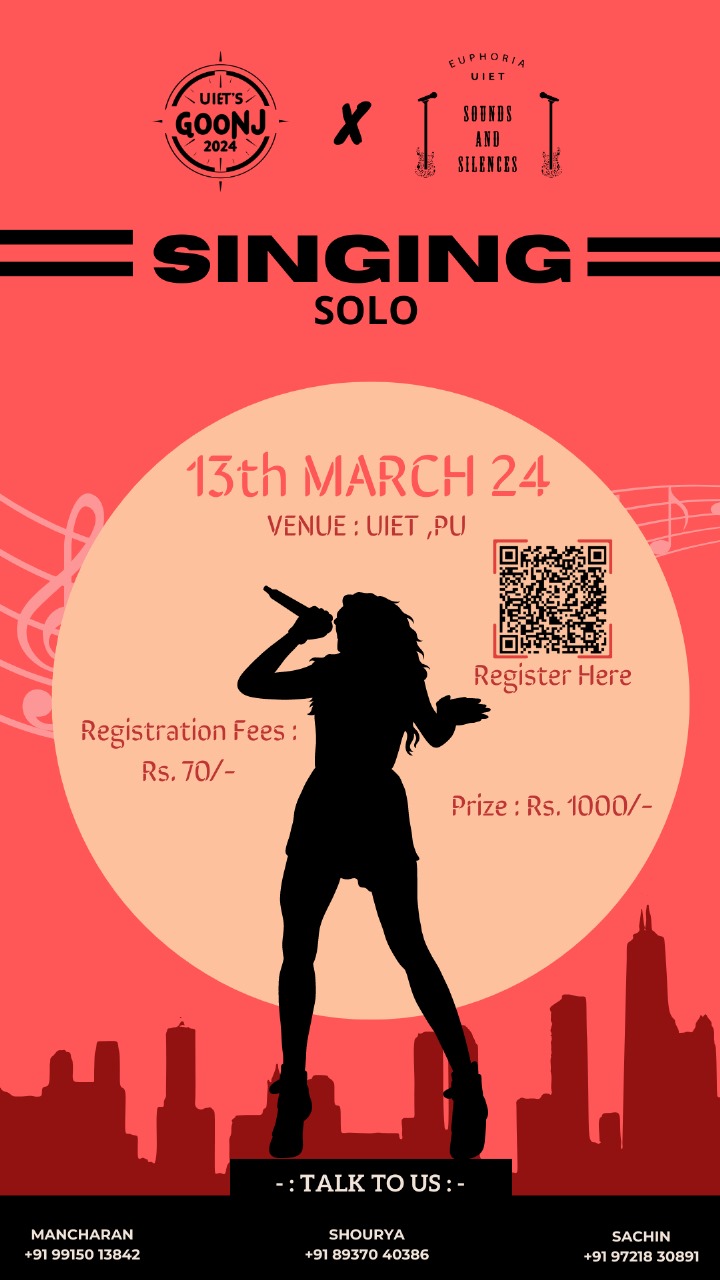 UIET'S
GOONJ
2024
X
EUPHORIA
UIET
SOUNDS
AND
SILENCES
SINGING
SOLO
13th MARCH 24
VENUE : UIET ,PU
Register Here
Registration Fees :
Rs. 70/-
Prize : Rs. 1000/-
- : TALK TO US : -
MANCHARAN
+91 99150 13842
SHOURYA
+91 89370 40386
SACHIN
+91 97218 30891